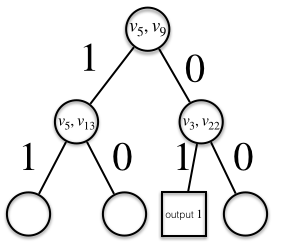 v₅, v₉
1 0
v₅, v₁₃ v₃, v₂₂
1 0 1 0
output 1